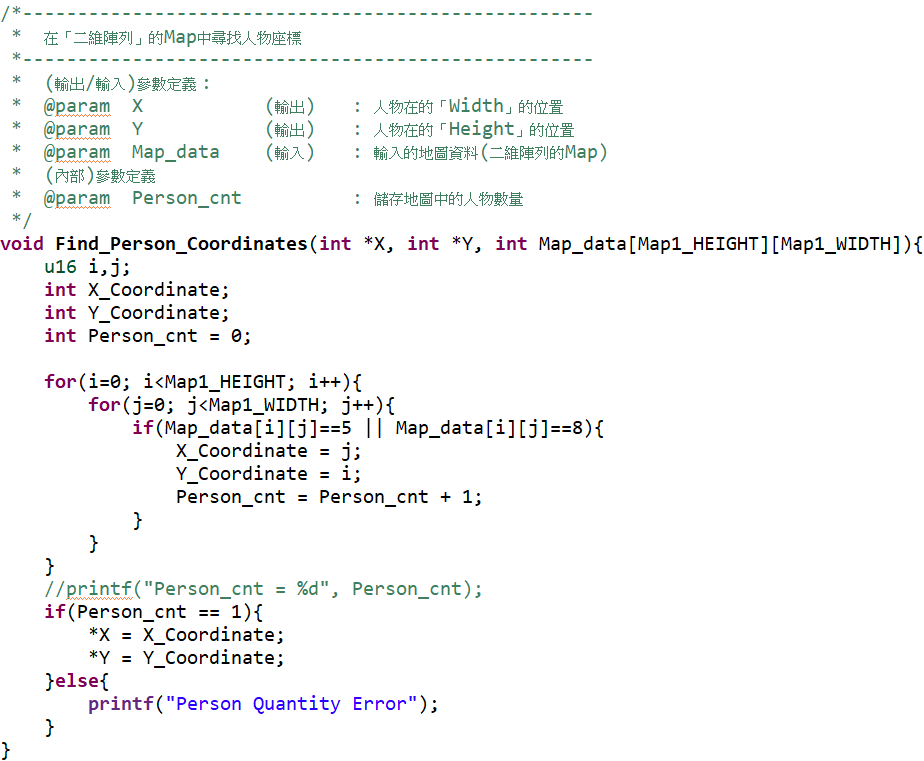 /*----------------------------------------------------
 *  在「二維陣列」的Map中尋找人物座標
 *----------------------------------------------------
 *  (輸出/輸入)參數定義：
 *  @param  X           (輸出)    : 人物在的「Width」的位置
 *  @param  Y           (輸出)    : 人物在的「Height」的位置
 *  @param  Map_data    (輸入)    : 輸入的地圖資料(二維陣列的Map)
 *  (內部)參數定義
 *  @param  Person_cnt          : 儲存地圖中的人物數量
 */
void Find_Person_Coordinates(int *X, int *Y, int Map_data[Map1_HEIGHT][Map1_WIDTH]){
    u16 i,j;
    int X_Coordinate;
    int Y_Coordinate;
    int Person_cnt = 0;

    for(i=0; i<Map1_HEIGHT; i++){
        for(j=0; j<Map1_WIDTH; j++){
            if(Map_data[i][j]==5 || Map_data[i][j]==8){
                X_Coordinate = j;
                Y_Coordinate = i;
                Person_cnt = Person_cnt + 1;
            }
        }
    }
    //printf("Person_cnt = %d", Person_cnt);
    if(Person_cnt == 1){
        *X = X_Coordinate;
        *Y = Y_Coordinate;
    }else{
        printf("Person Quantity Error");
    }
}